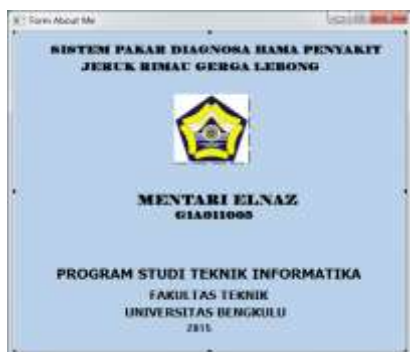 Form About Me
SISTEM PAKAR DIAGNOSA HAMA PENYAKIT
JERUK RIMAU GERGA LEBONG
MENTARI ELNAZ
G1A011005
PROGRAM STUDI TEKNIK INFORMATIKA
FAKULTAS TEKNIK
UNIVERSITAS BENGKULU
2015